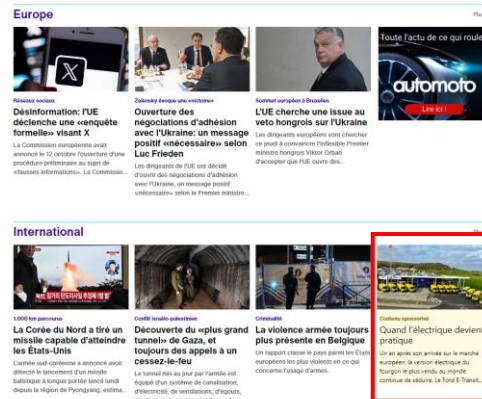 Europe
Réseaux sociaux
Désinformation: l'UE
déclenche une «enquête
formelle» visant X
La Commission européenne avait
annoncé le 12 octobre l'ouverture d'une
procédure préliminaire au sujet de
«fausses informations». La Commissio...
Zelensky évoque une «victoire»
Ouverture des
négociations d'adhésion
avec l'Ukraine: un message
positif «nécessaire» selon
Luc Frieden
Les dirigeants de l'UE ont décidé
d'ouvrir des négociations d'adhésion
avec l'Ukraine, un message positif
«nécessaire» selon le Premier ministre...
Sommet européen à Bruxelles
L'UE cherche une issue au
veto hongrois sur l'Ukraine
Les dirigeants européens vont chercher
ce jeudi à convaincre l'inflexible Premier
ministre hongrois Viktor Orban
d'accepter que l'UE ouvre des...
Toute l'actu de ce qui roule
automoto
Lire ici !
International
1.000 km parcourus
La Corée du Nord a tiré un
missile capable d'atteindre
les États-Unis
L'armée sud-coréenne a annoncé avoir
détecté le lancement d'un missile
balistique à longue portée lancé lundi
depuis la région de Pyongyang, estima...
Conflit israélo-palestinien
Découverte du «plus grand
tunnel» de Gaza, et
toujours des appels à un
cessez-le-feu
Le tunnel mis au jour par l'armée est
équipé d'un système de canalisation,
d'électricité, de ventilations, d'égouts,
Criminalité
La violence armée toujours
plus présente en Belgique
Un rapport classe le pays parmi les États
européens les plus violents en ce qui
concerne l'usage d'armes.
Contenu sponsorisé
Quand l'électrique devient
pratique
Un an après son arrivée sur le marché
européen, la version électrique du
fourgon le plus vendu au monde
continue de séduire. Le Ford E-Transit...